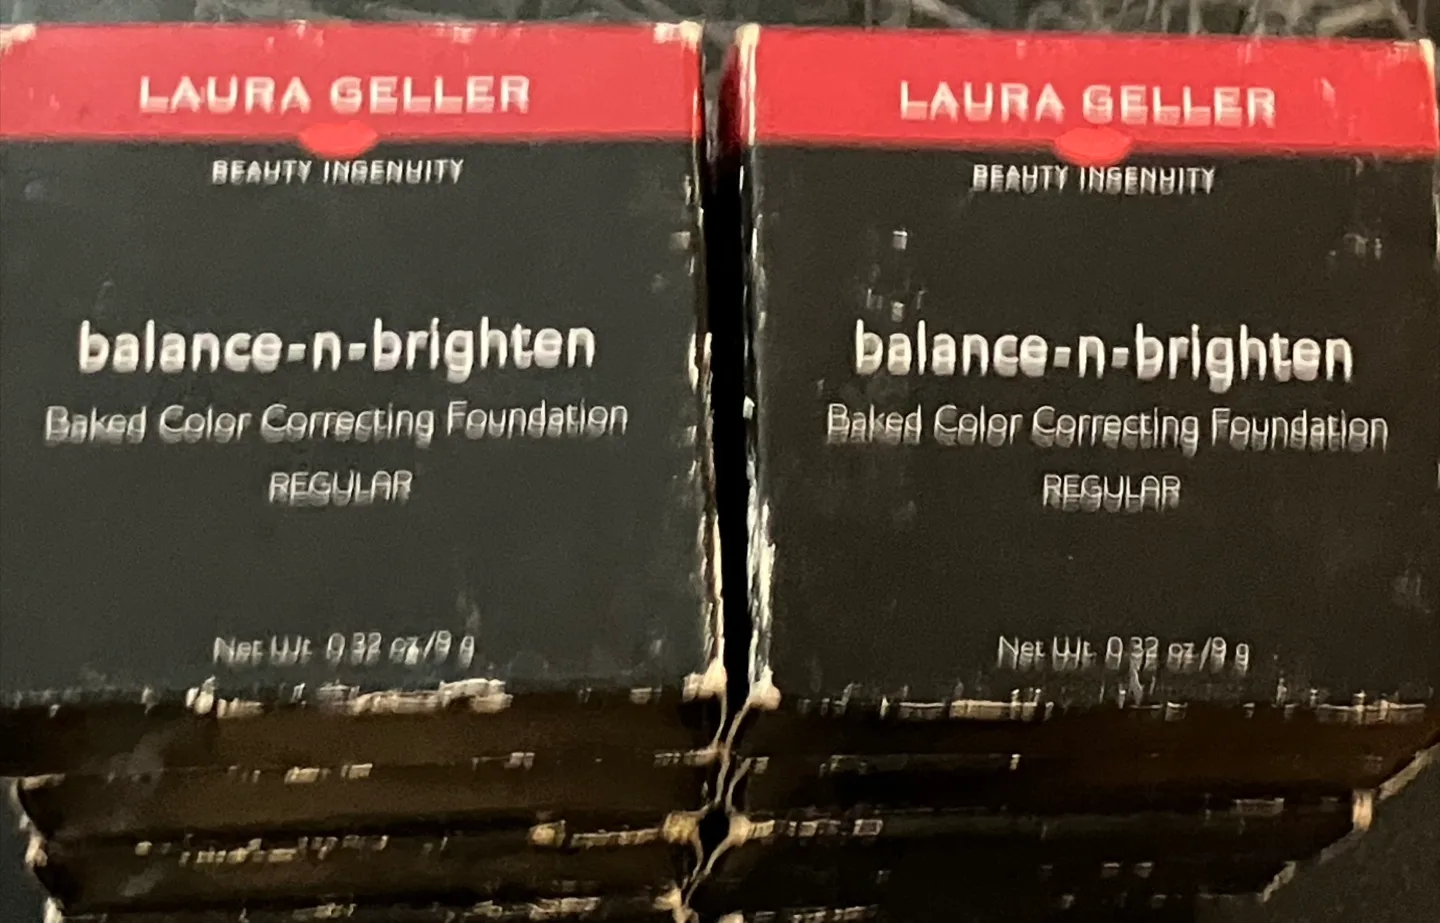 LAURA GELLER
BEAUTY INGENUITY
balance-n-brighten
Baked Color Correcting Foundation
REGULAR
Net Wt. 0.32 oz/9 g
LAURA GELLER
BEAUTY INGENUITY
balance-n-brighten
Baked Color Correcting Foundation
REGULAR
Net Wt. 0.32 oz/9 g